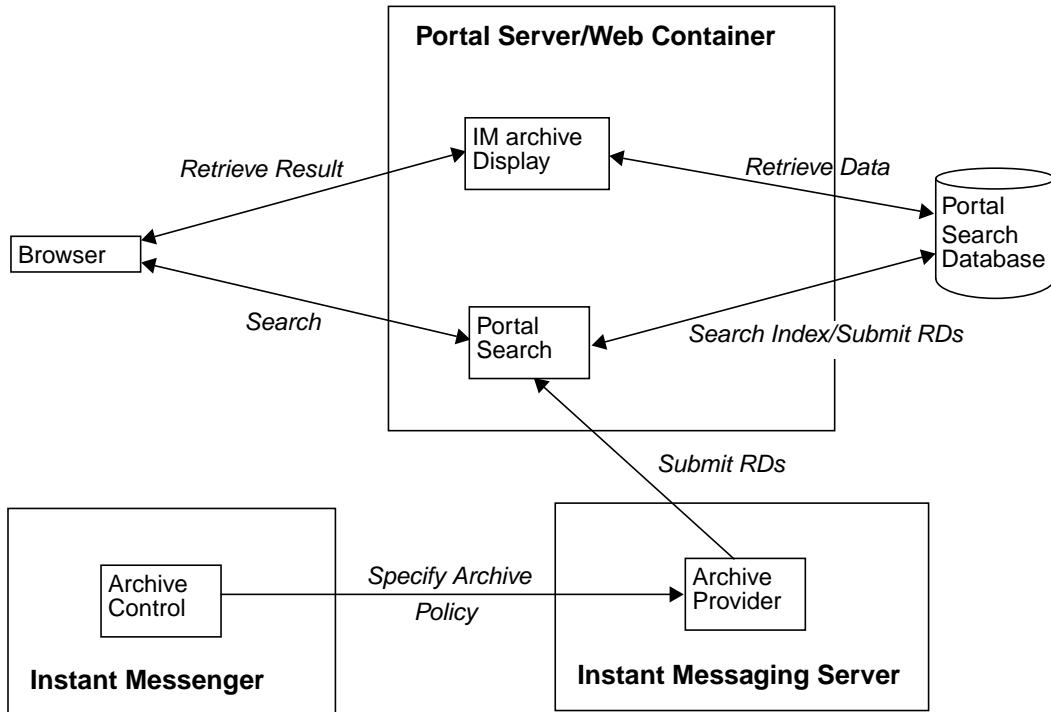 Portal Server/Web Container
IM archive
Display
Retrieve Result
Retrieve Data
Portal
Search
Database
Browser
Search
Portal
Search
Search Index/Submit RDs
Submit RDs
Archive
Control
Specify Archive
Policy
Archive
Provider
Instant Messenger
Instant Messaging Server